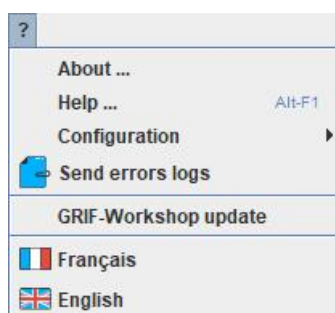 ?
About ...
Help ... Alt-F1
Configuration
Send errors logs
GRIF-Workshop update
Français
English